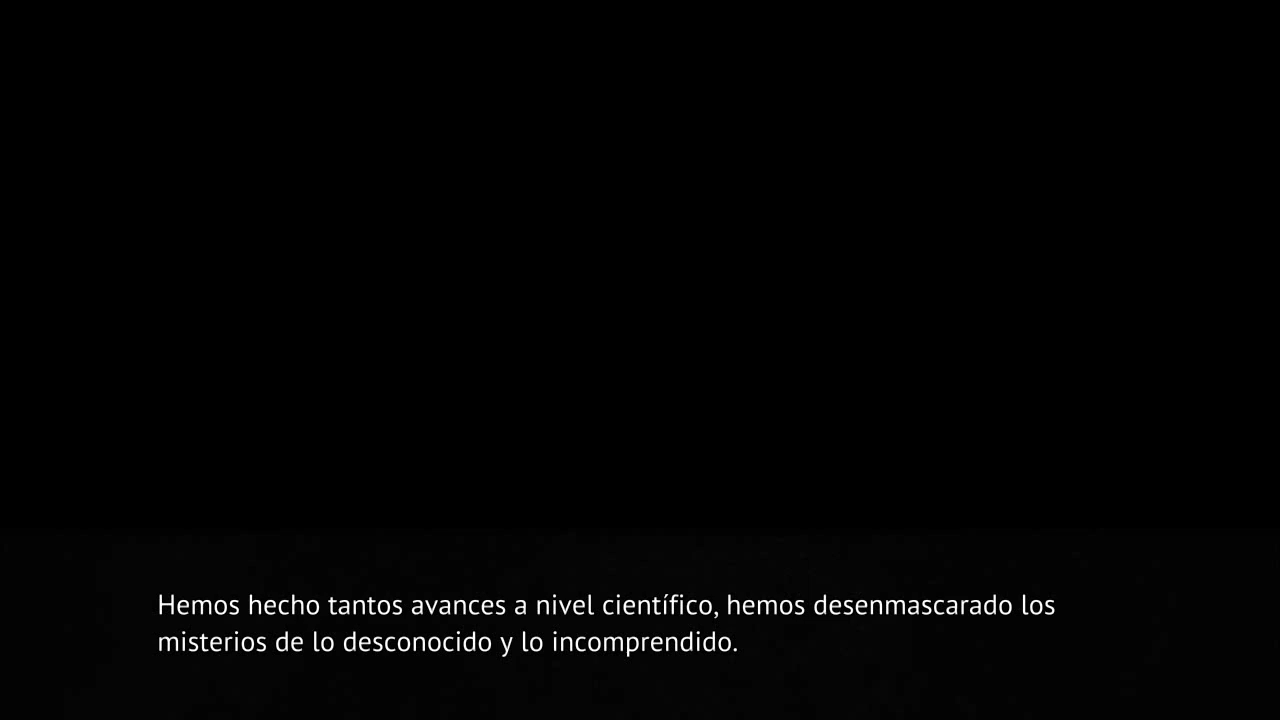 Hemos hecho tantos avances a nivel científico, hemos desenmascarado los
misterios de lo desconocido y lo incomprendido.